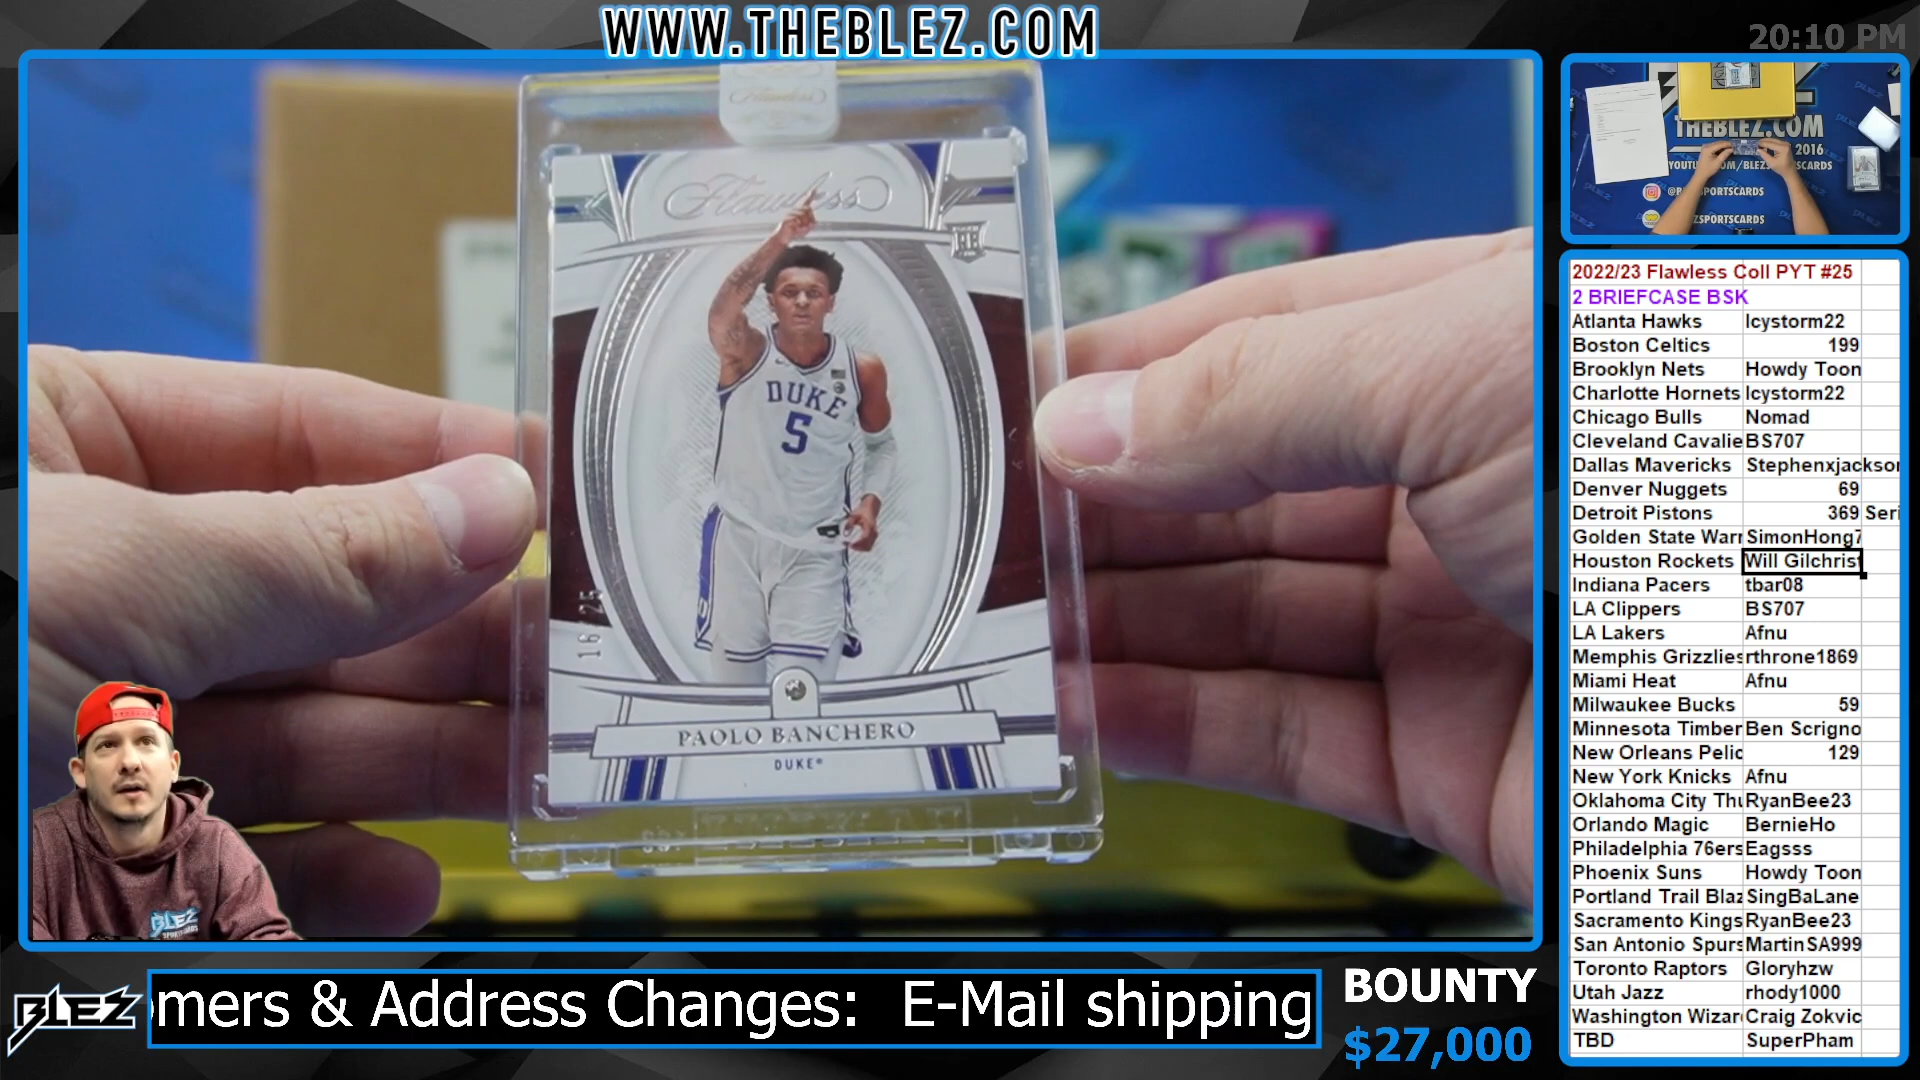 WWW.THEBLEZ.COM
20:10 PM
Flawless
Flawless
DUKE
5
PAOLO BANCHERO
DUKE
THEBLEZ.COM
2016
2022/23 Flawless Coll PYT #25
2 BRIEFCASE BSK
Atlanta Hawks Icystorm22
Boston Celtics 199
Brooklyn Nets Howdy Toon
Charlotte Hornets Icystorm22
Chicago Bulls Nomad
Cleveland Cavalie BS707
Dallas Mavericks Stephenxjackson
Denver Nuggets 69
Detroit Pistons 369 Seri
Golden State Warr SimonHong7
Houston Rockets Will Gilchrist
Indiana Pacers tbar08
LA Clippers BS707
LA Lakers Afnu
Memphis Grizzlies rthrone1869
Miami Heat Afnu
Milwaukee Bucks 59
Minnesota Timber Ben Scrigno
New Orleans Pelic 129
New York Knicks Afnu
Oklahoma City Thu RyanBee23
Orlando Magic BernieHo
Philadelphia 76ers Eagsss
Phoenix Suns Howdy Toon
Portland Trail Blaz SingBaLane
Sacramento Kings RyanBee23
San Antonio Spurs MartinSA999
Toronto Raptors Gloryhzw
Utah Jazz rhody1000
Washington Wizar Craig Zokvic
TBD SuperPham
BLEZ
BLEZ
omers & Address Changes: E-Mail shipping
BOUNTY
$27,000